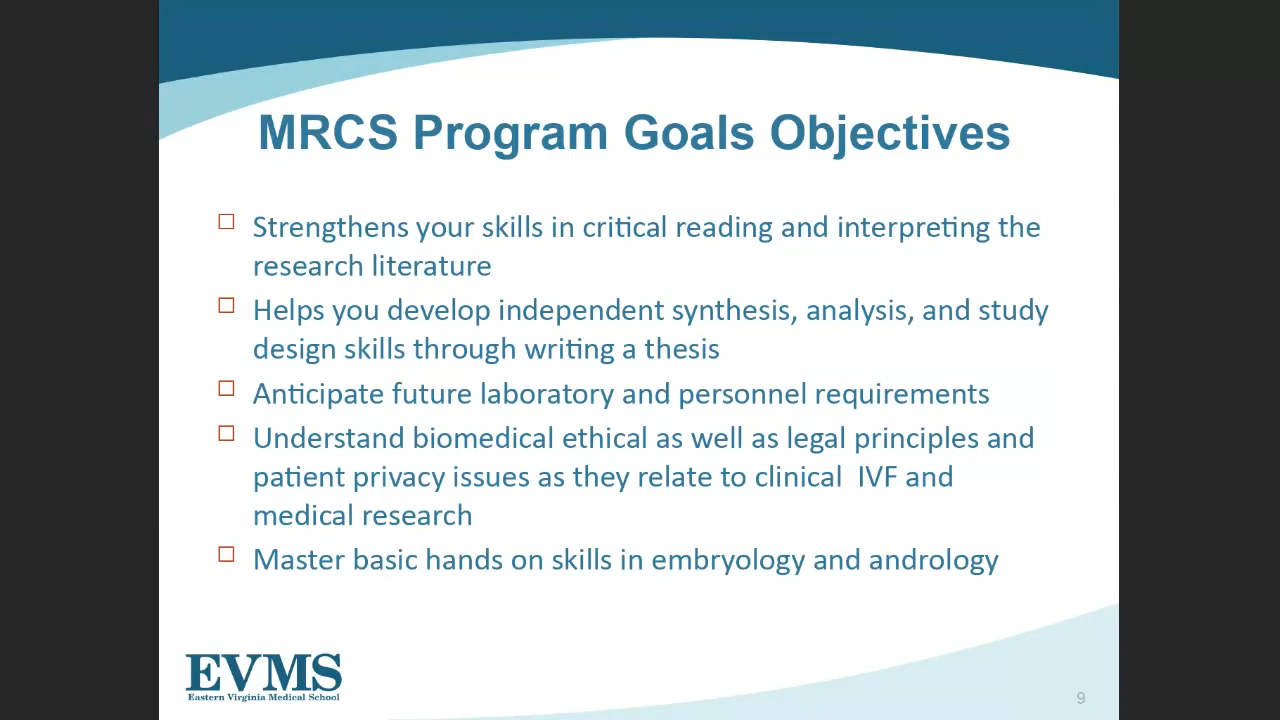 MRCS Program Goals Objectives
Strengthens your skills in critical reading and interpreting the
research literature
Helps you develop independent synthesis, analysis, and study
design skills through writing a thesis
Anticipate future laboratory and personnel requirements
Understand biomedical ethical as well as legal principles and
patient privacy issues as they relate to clinical  IVF and
medical research
Master basic hands on skills in embryology and andrology
EVMS
Eastern Virginia Medical School
9